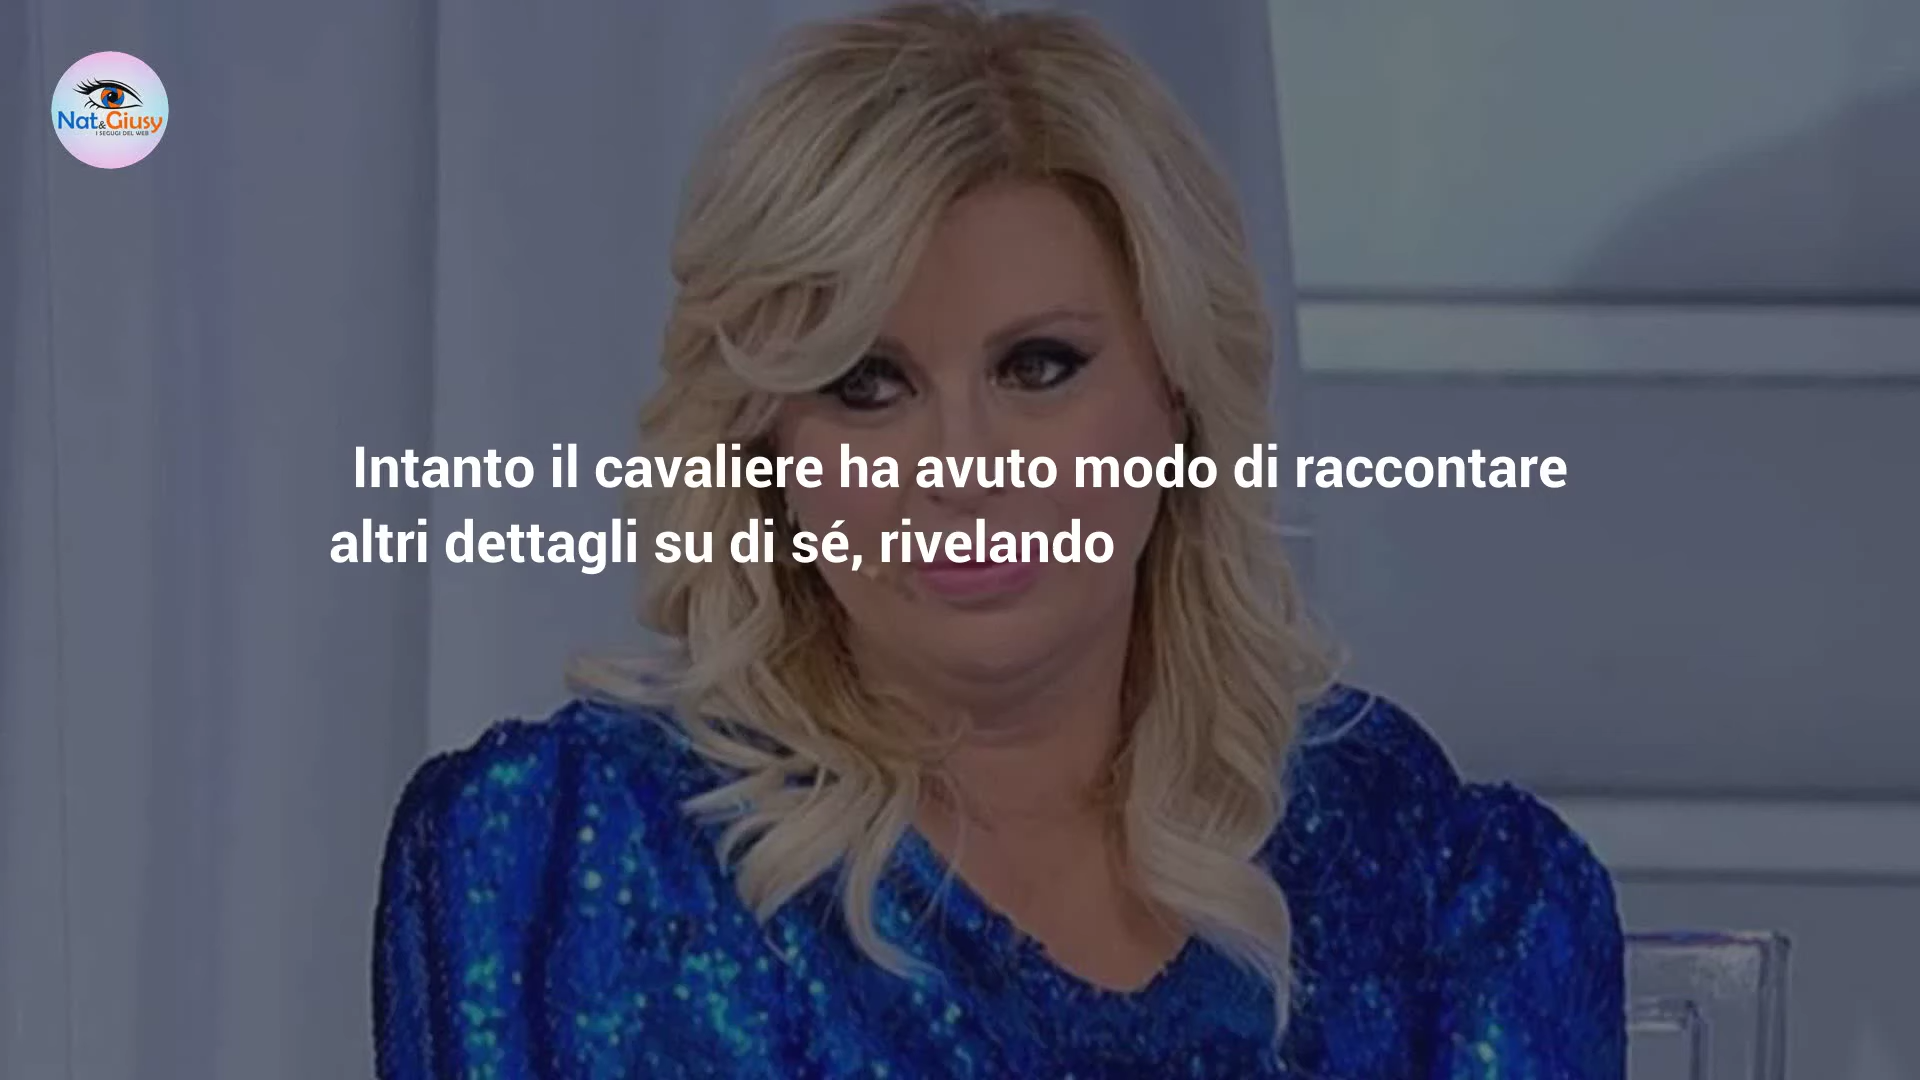 Nat&Giusy
I SEGUGI DEL WEB
Intanto il cavaliere ha avuto modo di raccontare
altri dettagli su di sé, rivelando